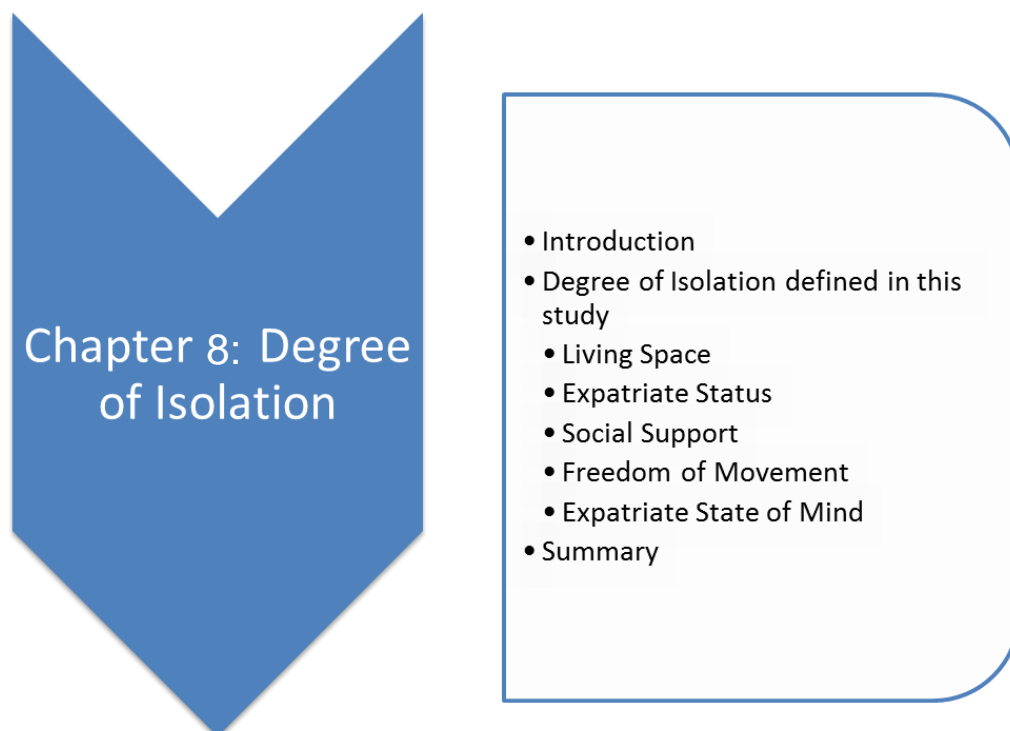 Chapter 8: Degree
of Isolation
• Introduction
• Degree of Isolation defined in this
study
• Living Space
• Expatriate Status
• Social Support
• Freedom of Movement
• Expatriate State of Mind
• Summary